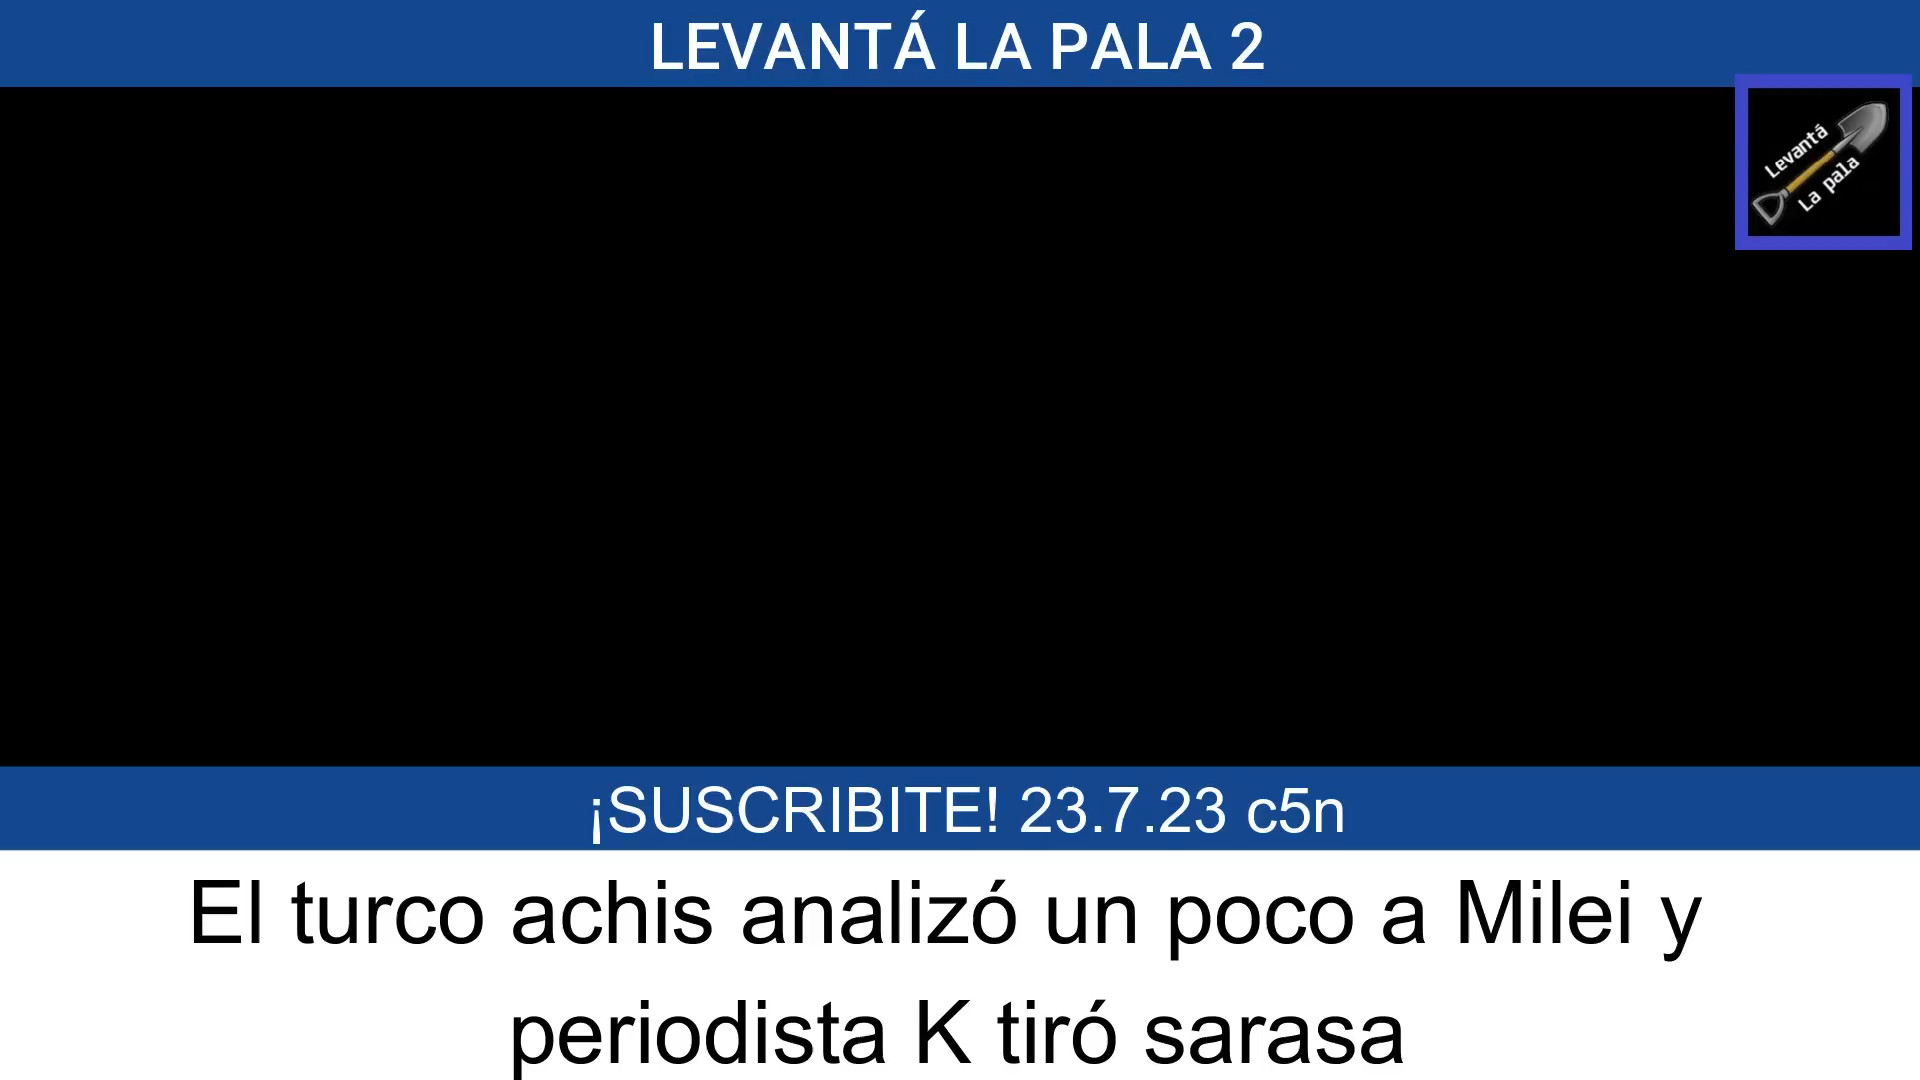 LEVANTÁ LA PALA 2
Levantá
La pala
¡SUSCRIBITE! 23.7.23 c5n
El turco achis analizó un poco a Milei y
periodista K tiró sarasa